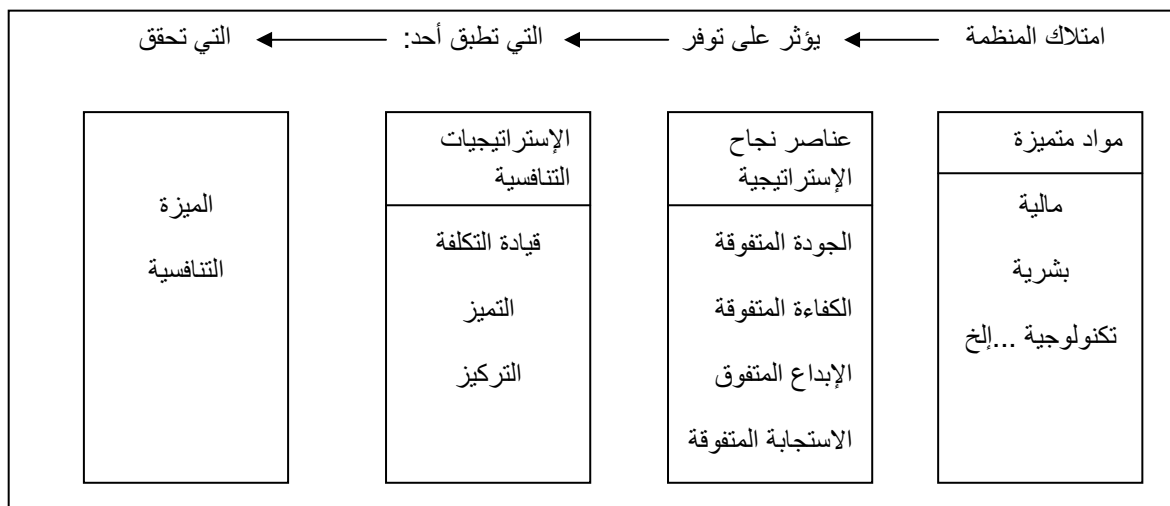 امتلاك المنظمة
يؤثر على توفر
التي تطبق أحد:
التي تحقق
مواد متميزة
مالية
بشرية
تكنولوجية ...إلخ
عناصر نجاح
الإستراتيجية
الجودة المتفوقة
الكفاءة المتفوقة
الإبداع المتفوق
الاستجابة المتفوقة
الإستراتيجيات
التنافسية
قيادة التكلفة
التميز
التركيز
الميزة
التنافسية